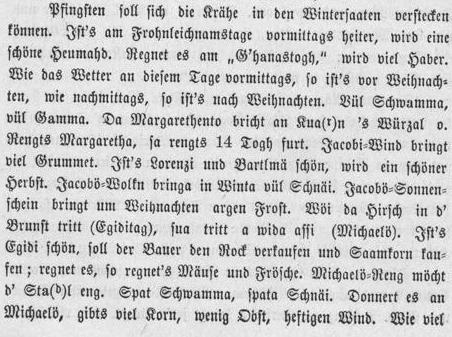 Pfingsten soll sich die Krähe in den Wintersaaten verstecken
können. Ist's am Frohnleichnamstage vormittags heiter, wird eine
schöne Heumahd. Regnet es am „G'hanastogh,“ wird viel Haber.
Wie das Wetter an diesem Tage vormittags, so ist's vor Weihnach-
ten, wie nachmittags, so ist's nach Weihnachten. Vül Schwamma,
vül Gamma. Da Margarethento bricht an Kua(r)n 's Würzal o.
Rengts Margaretha, sa rengts 14 Togh furt. Jacobi-Wind bringt
viel Grummet. Ist's Lorenzi und Bartlmä schön, wird ein schöner
Herbst. Jacobö-Wolkn bringa in Winta vül Schnäi. Jacobö-Sonnen-
schein bringt um Weihnachten argen Frost. Wöi da Hirsch in d'
Brunft tritt (Egiditag), sua tritt a wida assi (Michaelö). Ist's
Egidi schön, soll der Bauer den Rock verkaufen und Saamkorn kau-
fen; regnet es, so regnet's Mäuse und Frösche. Michaelö-Reng möcht
d' Sta(d)l eng. Spat Schwamma, spata Schnäi. Donnert es an
Michaelö, gibts viel Korn, wenig Obst, heftigen Wind. Wie viel